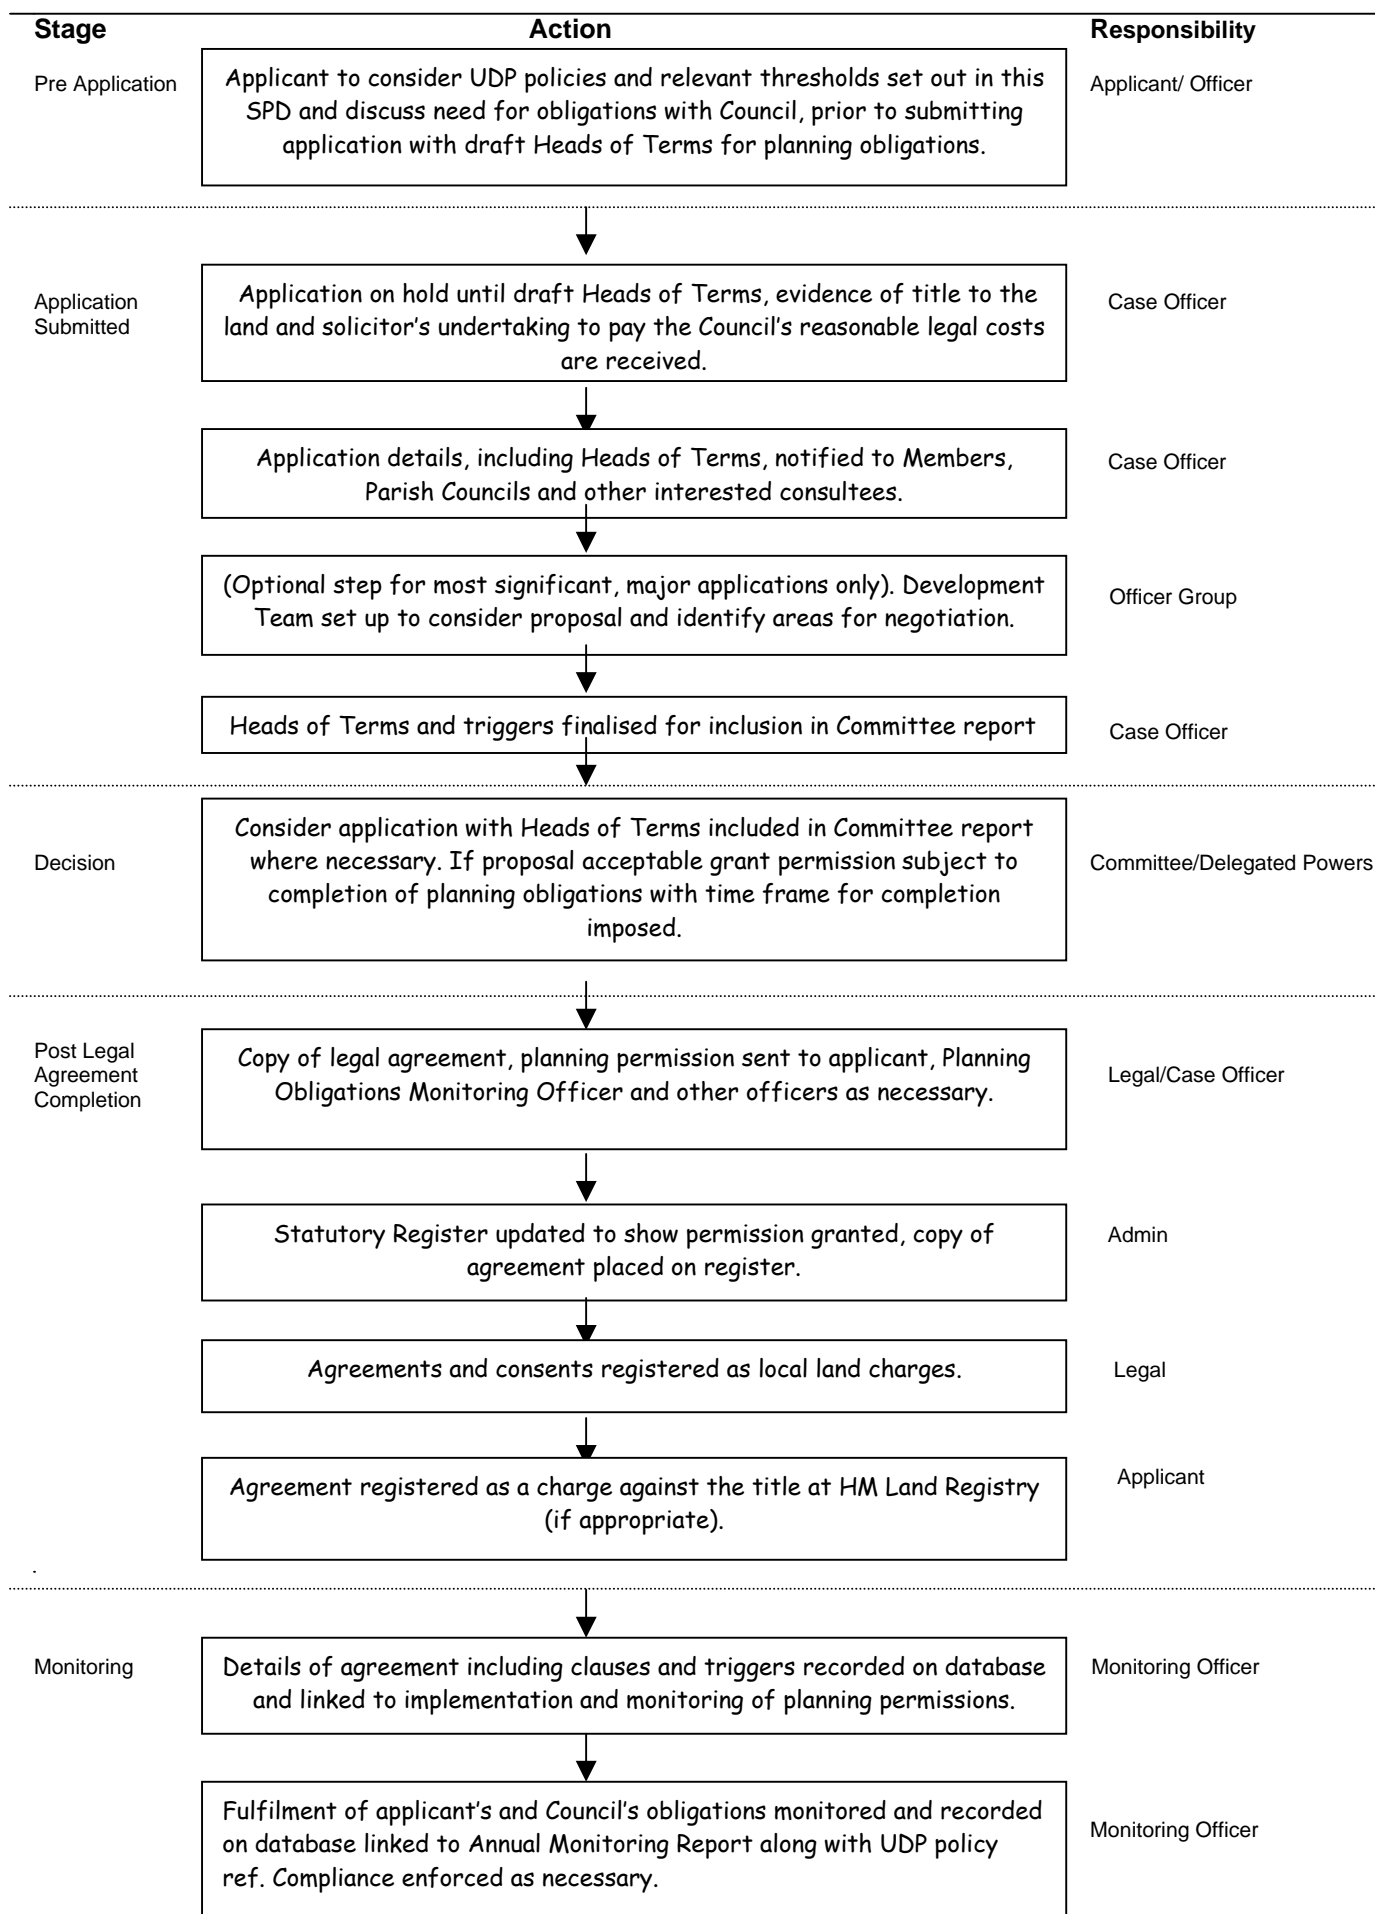 Stage Action Responsibility
Pre Application
Applicant to consider UDP policies and relevant thresholds set out in this
SPD and discuss need for obligations with Council, prior to submitting
application with draft Heads of Terms for planning obligations.
Applicant/ Officer
Application
Submitted
Application on hold until draft Heads of Terms, evidence of title to the
land and solicitor's undertaking to pay the Council's reasonable legal costs
are received.
Case Officer
Application details, including Heads of Terms, notified to Members,
Parish Councils and other interested consultees.
Case Officer
(Optional step for most significant, major applications only). Development
Team set up to consider proposal and identify areas for negotiation.
Officer Group
Heads of Terms and triggers finalised for inclusion in Committee report
Case Officer
Decision
Consider application with Heads of Terms included in Committee report
where necessary. If proposal acceptable grant permission subject to
completion of planning obligations with time frame for completion
imposed.
Committee/Delegated Powers
Post Legal
Agreement
Completion
Copy of legal agreement, planning permission sent to applicant, Planning
Obligations Monitoring Officer and other officers as necessary.
Legal/Case Officer
Statutory Register updated to show permission granted, copy of
agreement placed on register.
Admin
Agreements and consents registered as local land charges.
Legal
Agreement registered as a charge against the title at HM Land Registry
(if appropriate).
Applicant
.
Monitoring
Details of agreement including clauses and triggers recorded on database
and linked to implementation and monitoring of planning permissions.
Monitoring Officer
Fulfilment of applicant's and Council's obligations monitored and recorded
on database linked to Annual Monitoring Report along with UDP policy
ref. Compliance enforced as necessary.
Monitoring Officer